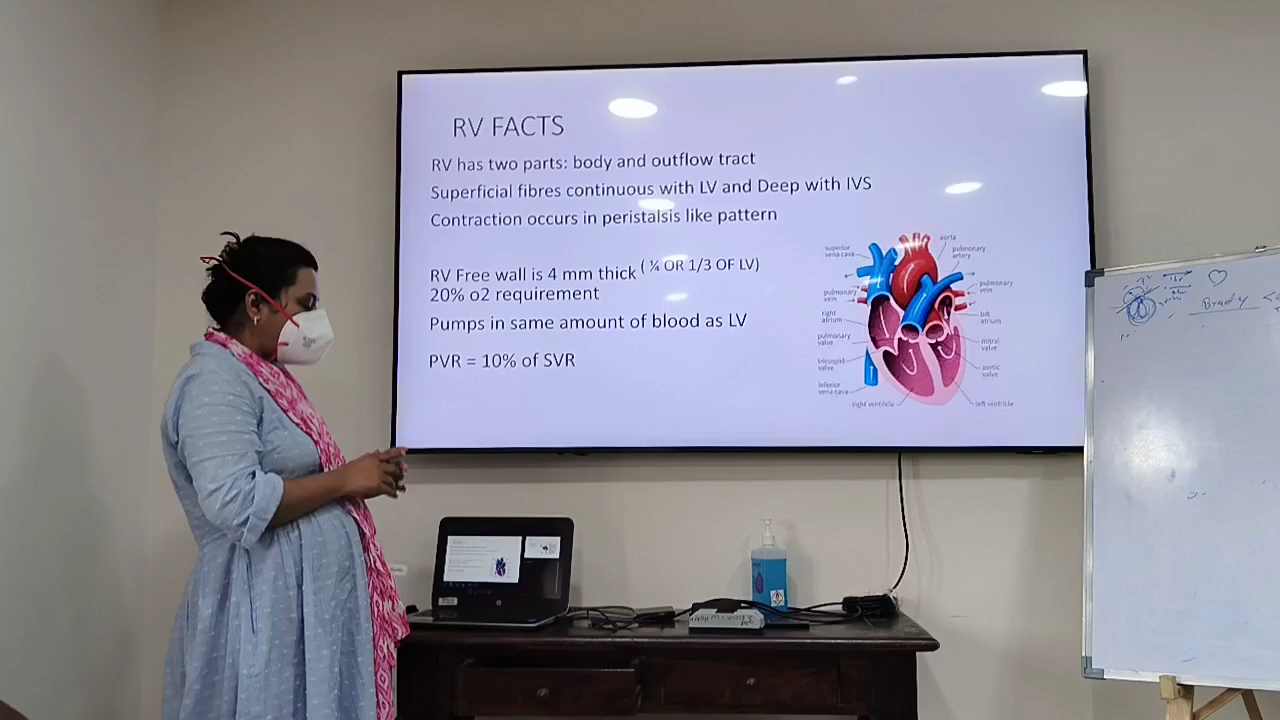 RV FACTS
RV has two parts: body and outflow tract
Superficial fibres continuous with LV and Deep with IVS
Contraction occurs in peristalsis like pattern
RV Free wall is 4 mm thick ( ¼ OR 1/3 OF LV)
20% o2 requirement
Pumps in same amount of blood as LV
PVR = 10% of SVR
superior vena cava
aorta
pulmonary artery
pulmonary vein
pulmonary vein
right atrium
left atrium
pulmonary valve
mitral valve
tricuspid valve
aortic valve
inferior vena cava
right ventricle
left ventricle
Brady